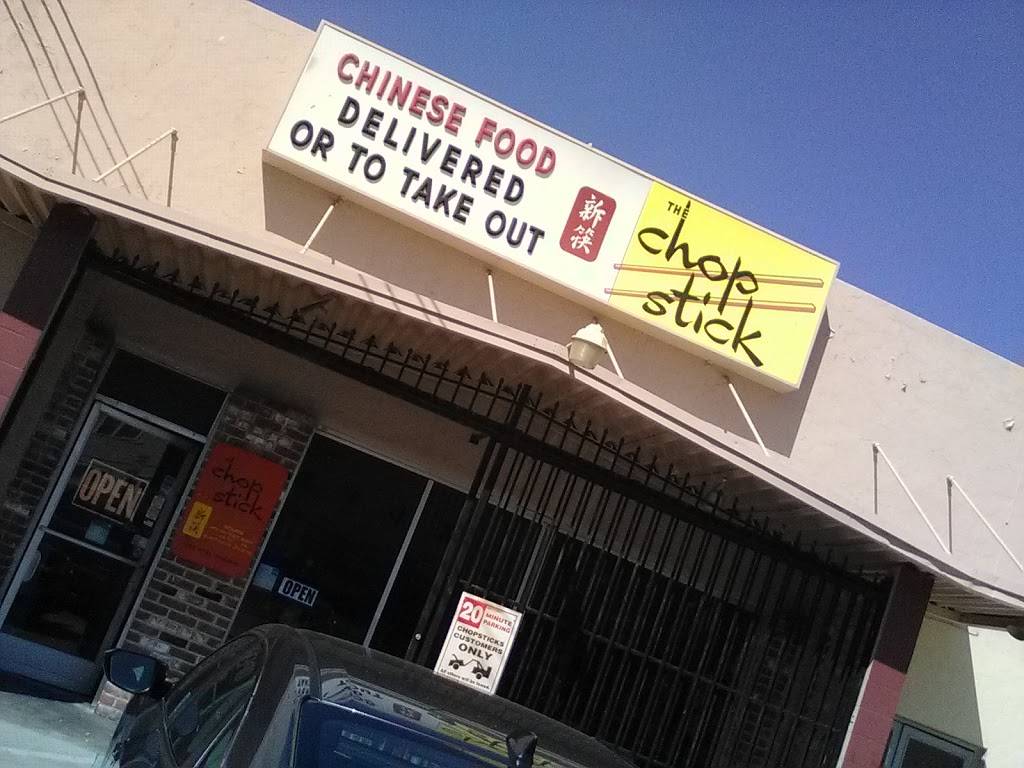 CHINESE FOOD
DELIVERED
OR TO TAKE OUT
新
筷
THE
chop
stick
OPEN
chop
stick
OPEN
20 MINUTE
PARKING
CHOPSTICKS
CUSTOMERS
ONLY